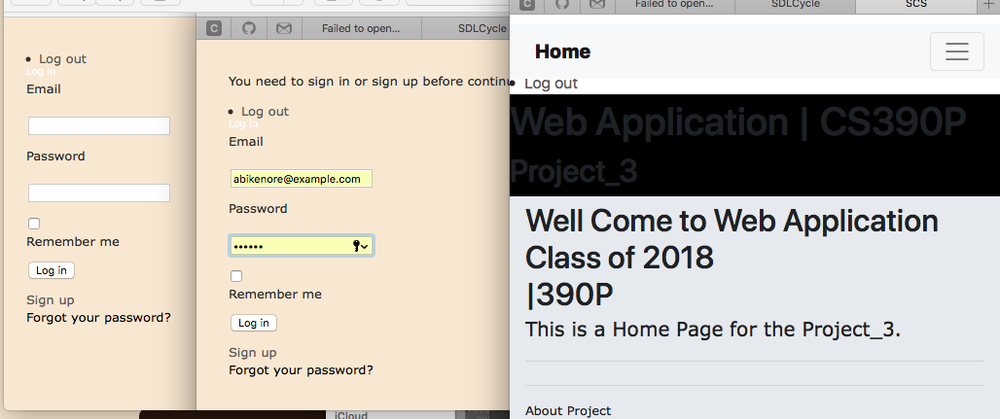 Log out
Log in
Email
Password
Remember me
Log in
Sign up
Forgot your password?
C
Failed to open...
SDLCycle
You need to sign in or sign up before continu
Log out
Log in
Email
abikenore@example.com
Password
Remember me
Log in
Sign up
Forgot your password?
iCloud
C
Failed to open...
SDLCycle
SCS
Home
Log out
Web Application | CS390P
Project_3
Well Come to Web Application
Class of 2018
|390P
This is a Home Page for the Project_3.
About Project